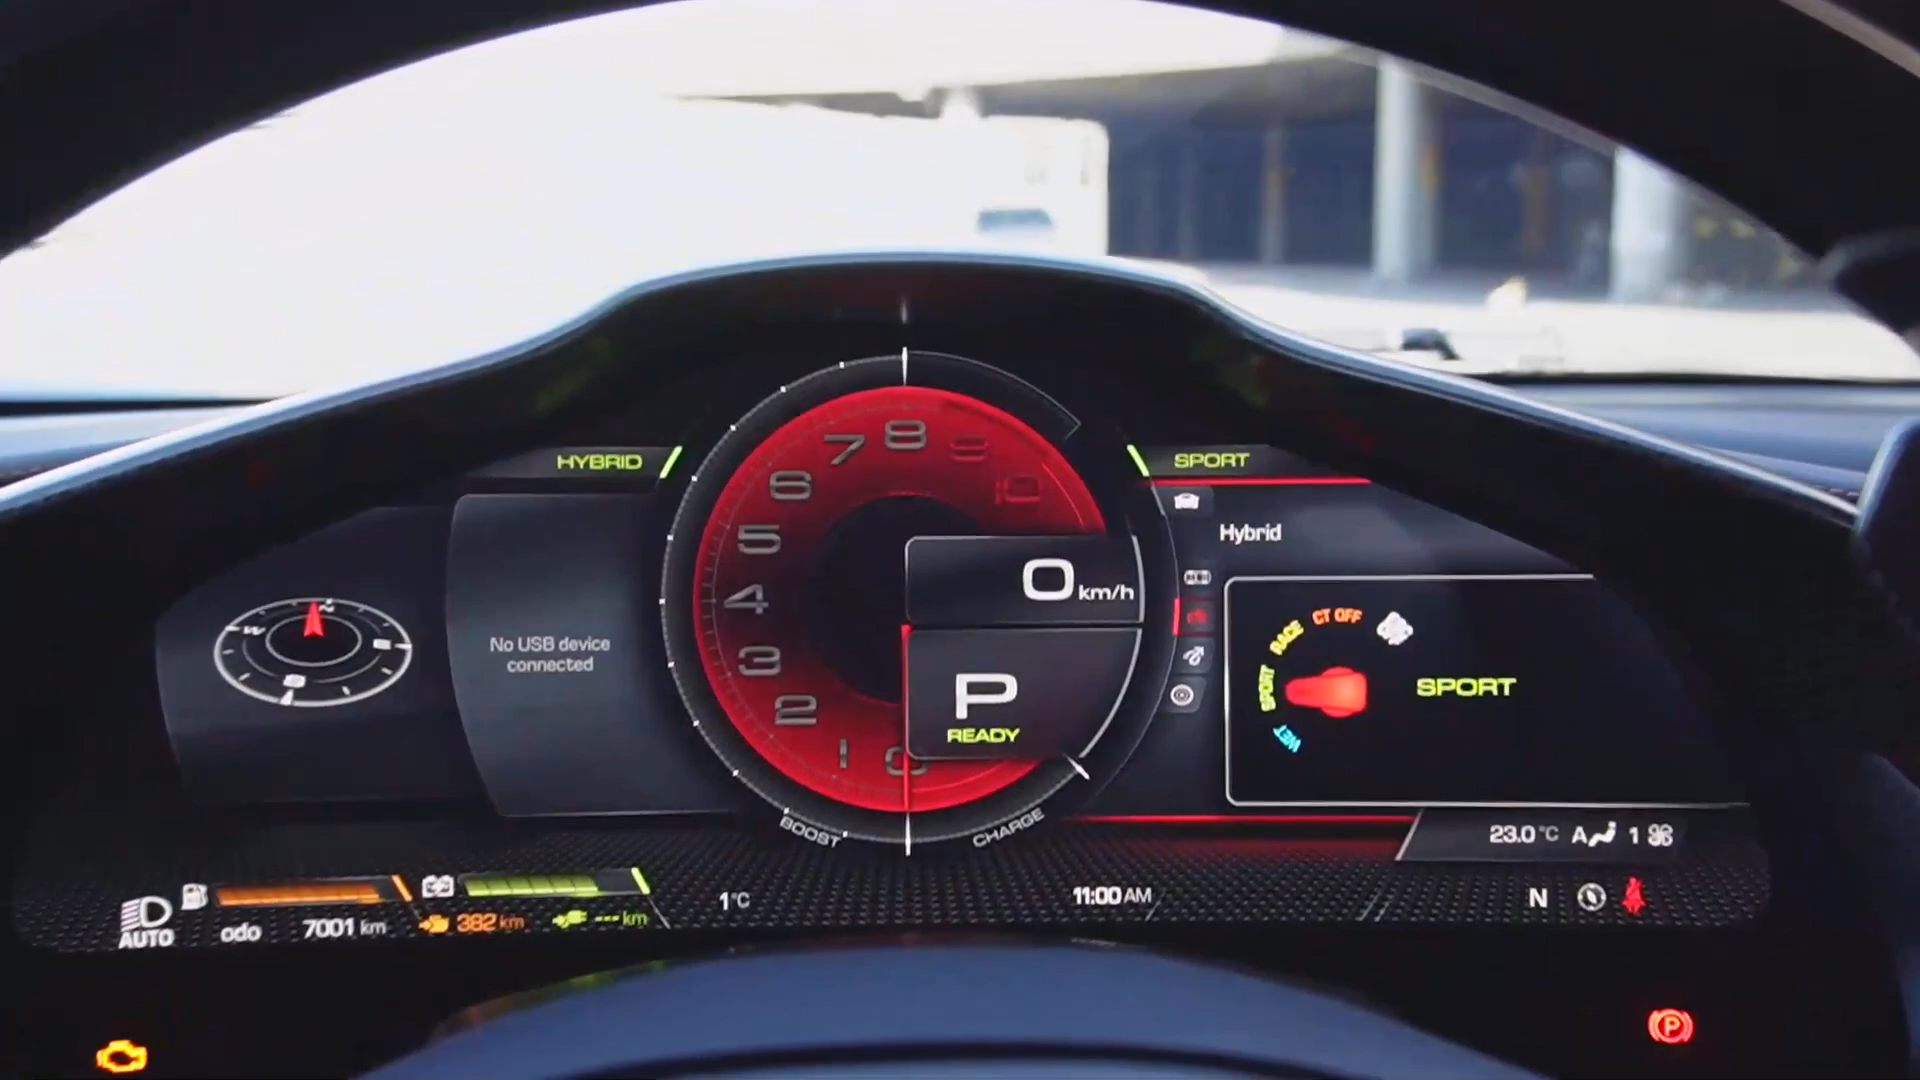 HYBRID
SPORT
Hybrid
No USB device
connected
W
N
E
S
0
1
2
3
4
5
6
7
8
9
10
0 km/h
P
READY
BOOST
CHARGE
CT OFF
RACE
SPORT
WET
SPORT
23.0 °C A 1
AUTO
odo 7001 km
382 km
--- km
1°C
11:00 AM
N
P